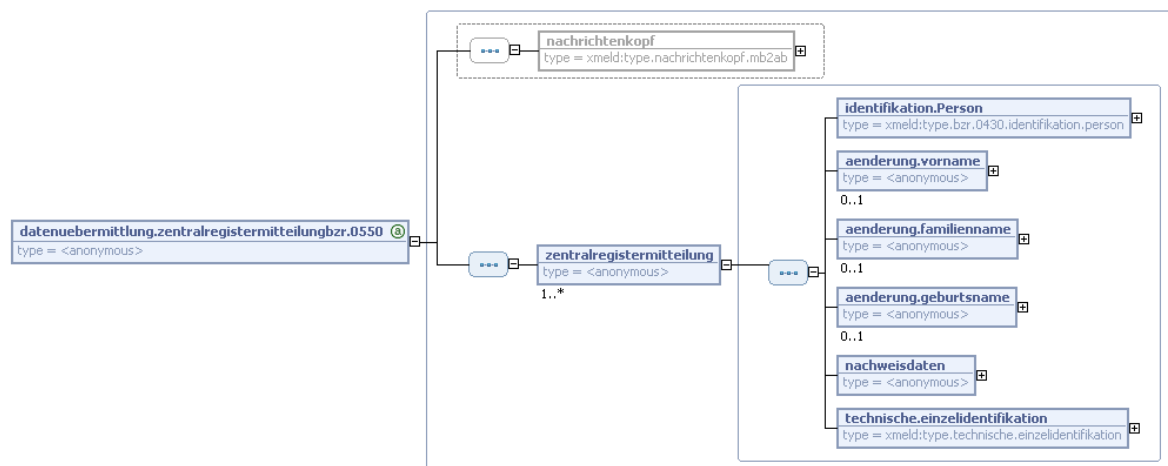 nachrichtenkopf
type = xmeld:type.nachrichtenkopf.mb2ab
identifikation.Person
type = xmeld:type.bzr.0430.identifikation.person
aenderung.vorname
type = <anonymous>
0..1
datenuebermittlung.zentralregistermitteilungbzr.0550 a
type = <anonymous>
aenderung.familienname
type = <anonymous>
0..1
zentralregistermitteilung
type = <anonymous>
1..*
aenderung.geburtsname
type = <anonymous>
0..1
nachweisdaten
type = <anonymous>
technische.einzelidentifikation
type = xmeld:type.technische.einzelidentifikation